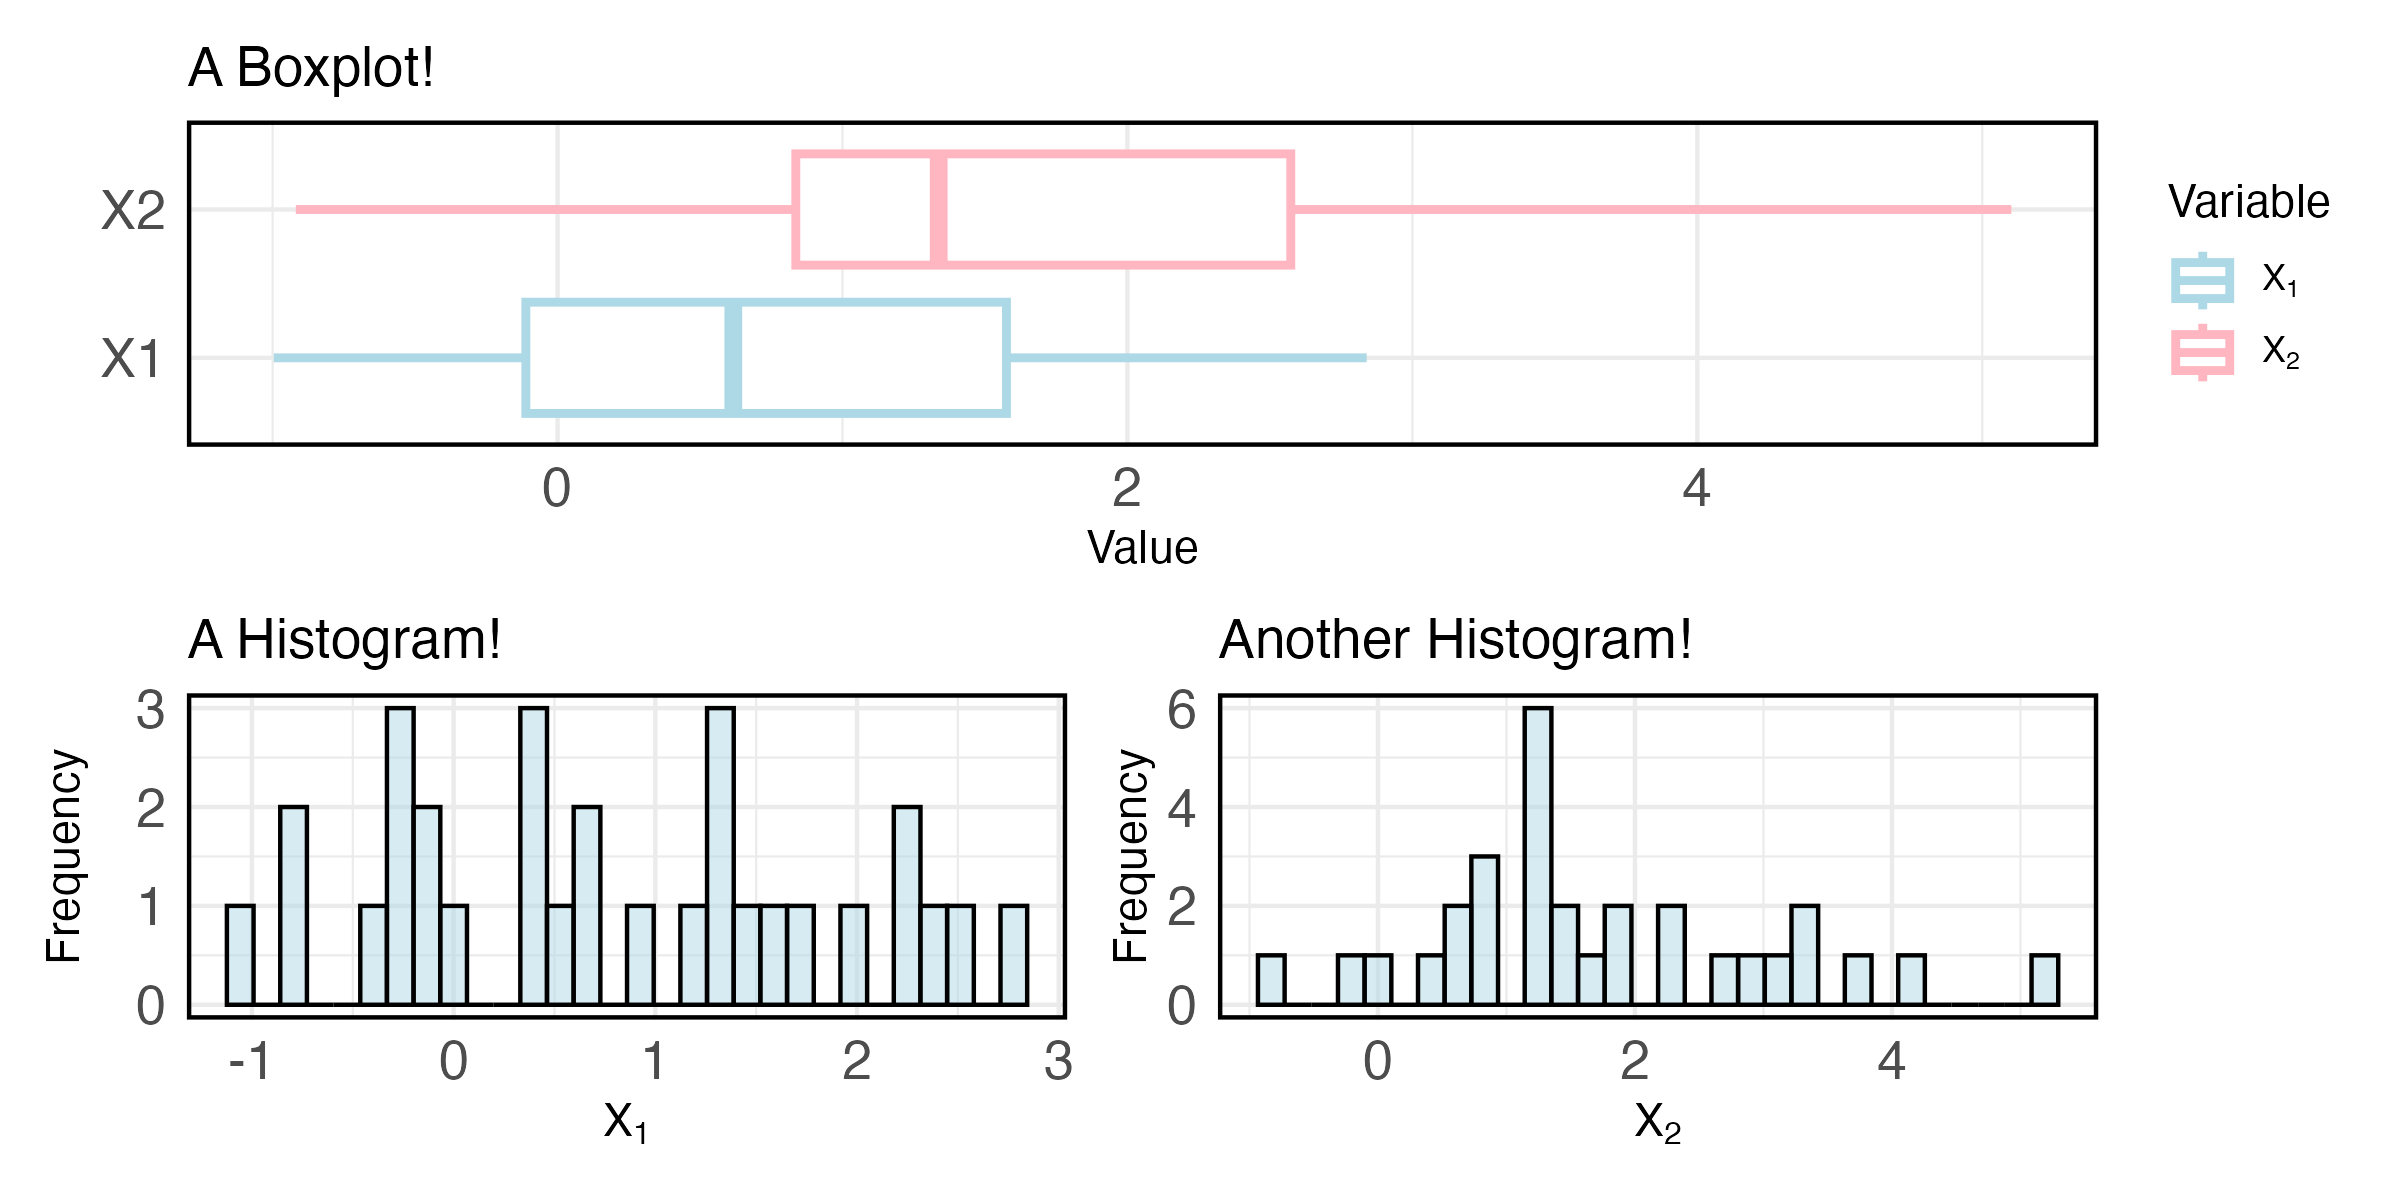 A Boxplot!
X2
X1
0 2 4
Value
Variable
X₁
X₂
A Histogram!
Frequency
3
2
1
0
-1 0 1 2 3
X₁
Another Histogram!
Frequency
6
4
2
0
0 2 4
X₂